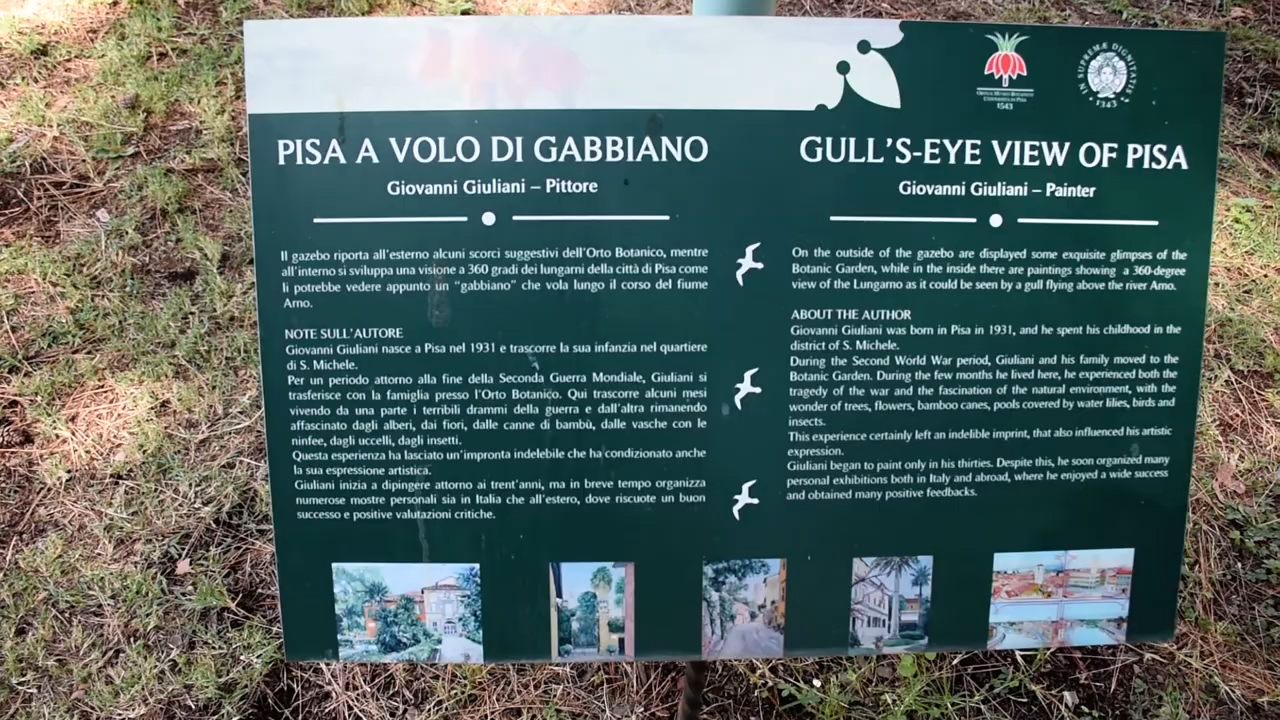 ORTO E MUSEO BOTANICO
UNIVERSITÀ DI PISA
1543
IN SUPREMÆ DIGNITATIS
· 1343 ·
PISA A VOLO DI GABBIANO
Giovanni Giuliani – Pittore
Il gazebo riporta all'esterno alcuni scorci suggestivi dell'Orto Botanico, mentre
all'interno si sviluppa una visione a 360 gradi dei lungarni della città di Pisa come
li potrebbe vedere appunto un "gabbiano" che vola lungo il corso del fiume
Arno.
NOTE SULL'AUTORE
Giovanni Giuliani nasce a Pisa nel 1931 e trascorre la sua infanzia nel quartiere
di S. Michele.
Per un periodo attorno alla fine della Seconda Guerra Mondiale, Giuliani si
trasferisce con la famiglia presso l'Orto Botanico. Qui trascorre alcuni mesi
vivendo da una parte i terribili drammi della guerra e dall'altra rimanendo
affascinato dagli alberi, dai fiori, dalle canne di bambù, dalle vasche con le
ninfee, dagli uccelli, dagli insetti.
Questa esperienza ha lasciato un'impronta indelebile che ha condizionato anche
la sua espressione artistica.
Giuliani inizia a dipingere attorno ai trent'anni, ma in breve tempo organizza
numerose mostre personali sia in Italia che all'estero, dove riscuote un buon
successo e positive valutazioni critiche.
GULL'S-EYE VIEW OF PISA
Giovanni Giuliani – Painter
On the outside of the gazebo are displayed some exquisite glimpses of the
Botanic Garden, while in the inside there are paintings showing a 360-degree
view of the Lungarno as it could be seen by a gull flying above the river Arno.
ABOUT THE AUTHOR
Giovanni Giuliani was born in Pisa in 1931, and he spent his childhood in the
district of S. Michele.
During the Second World War period, Giuliani and his family moved to the
Botanic Garden. During the few months he lived here, he experienced both the
tragedy of the war and the fascination of the natural environment, with the
wonder of trees, flowers, bamboo canes, pools covered by water lilies, birds and
insects.
This experience certainly left an indelible imprint, that also influenced his artistic
expression.
Giuliani began to paint only in his thirties. Despite this, he soon organized many
personal exhibitions both in Italy and abroad, where he enjoyed a wide success
and obtained many positive feedbacks.